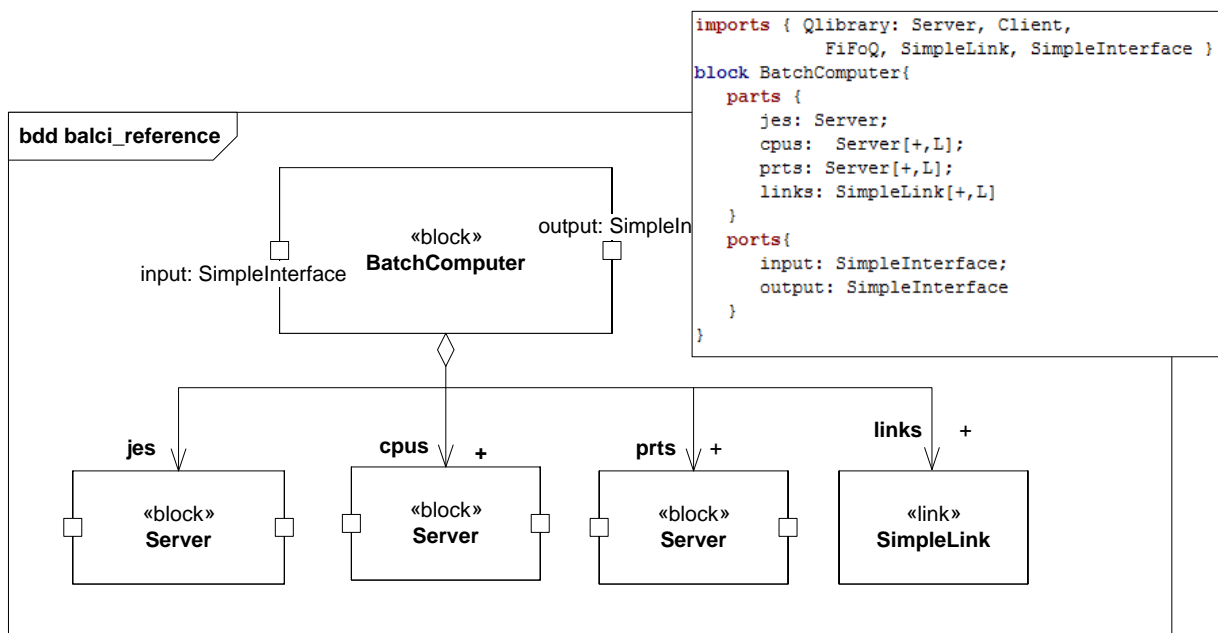 imports { Qlibrary: Server, Client,
FiFoQ, SimpleLink, SimpleInterface }
block BatchComputer{
parts {
jes: Server;
cpus: Server[+,L];
prts: Server[+,L];
links: SimpleLink[+,L]
}
ports{
input: SimpleInterface;
output: SimpleInterface
}
}
bdd balci_reference
«block»
BatchComputer
input: SimpleInterface
output: SimpleIn
jes
cpus +
prts +
links +
«block»
Server
«block»
Server
«block»
Server
«link»
SimpleLink